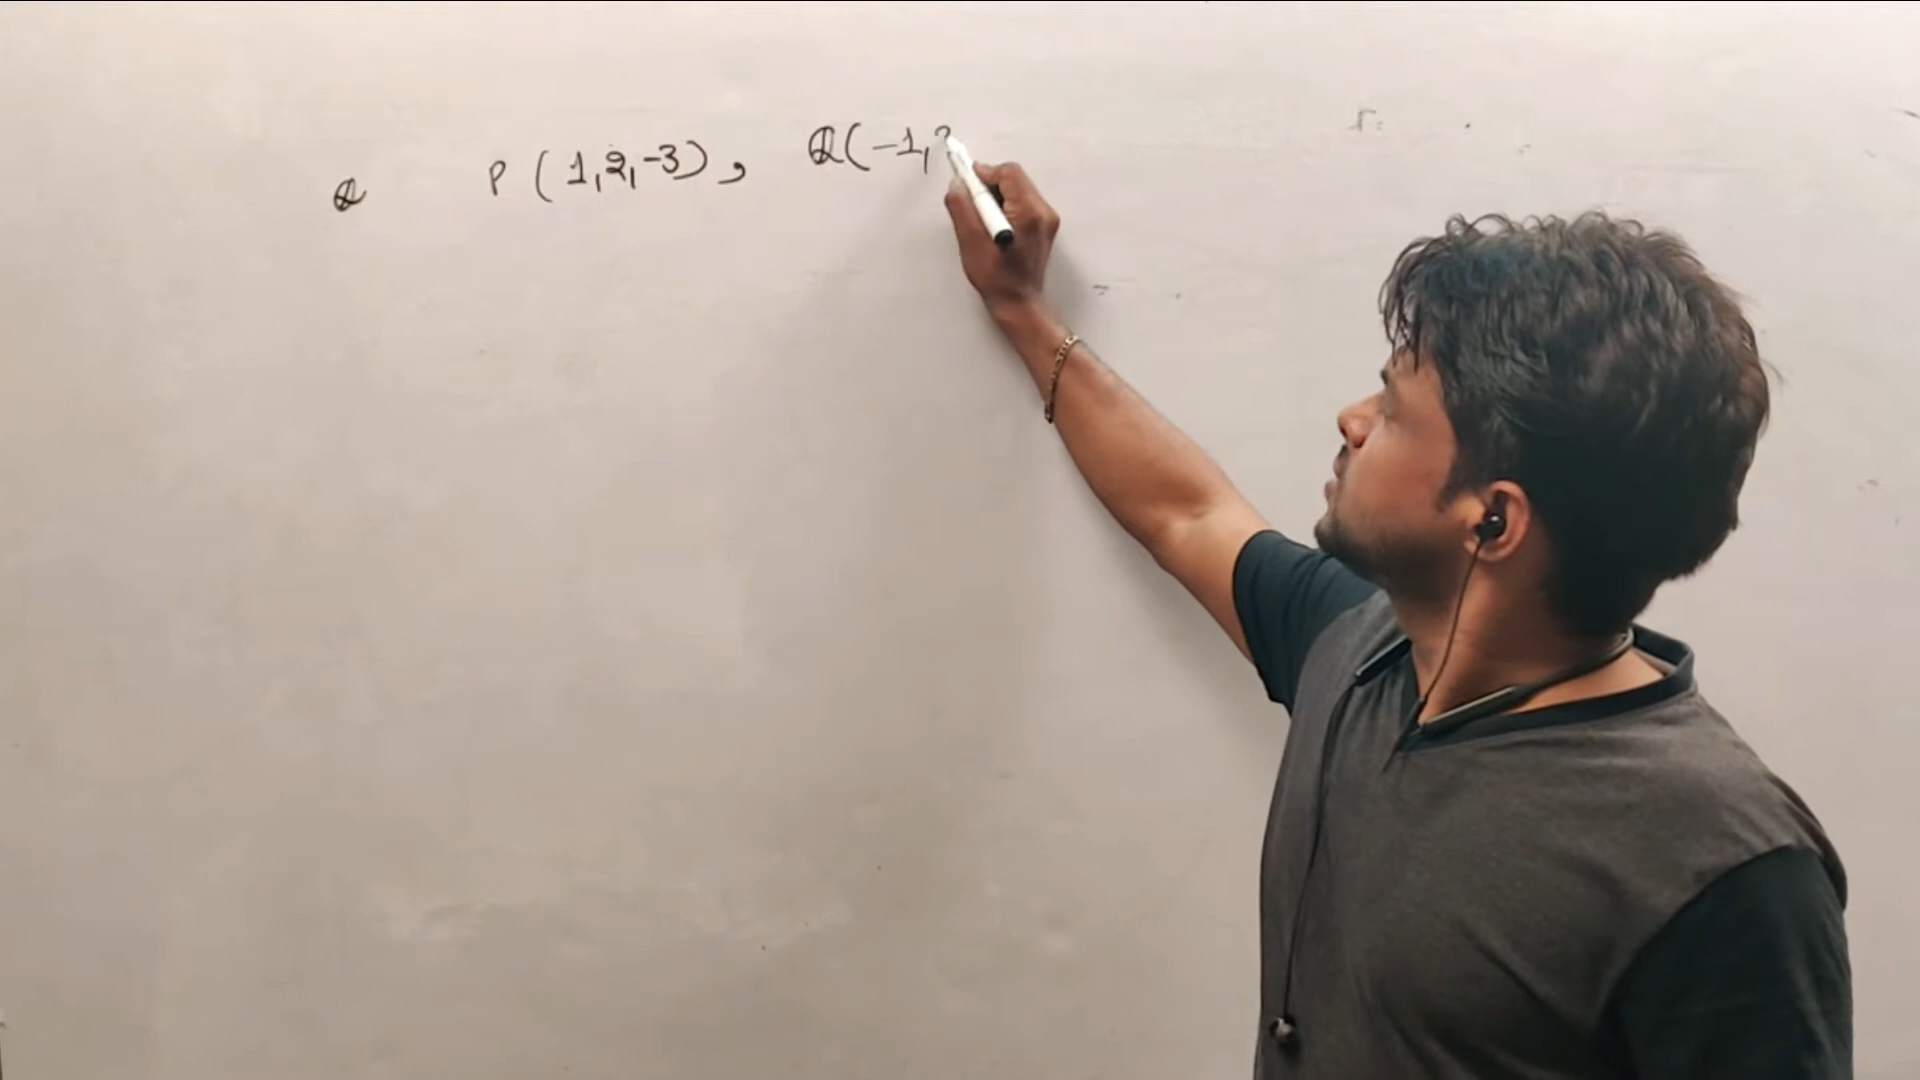 Q P (1,2,-3), Q(-1,